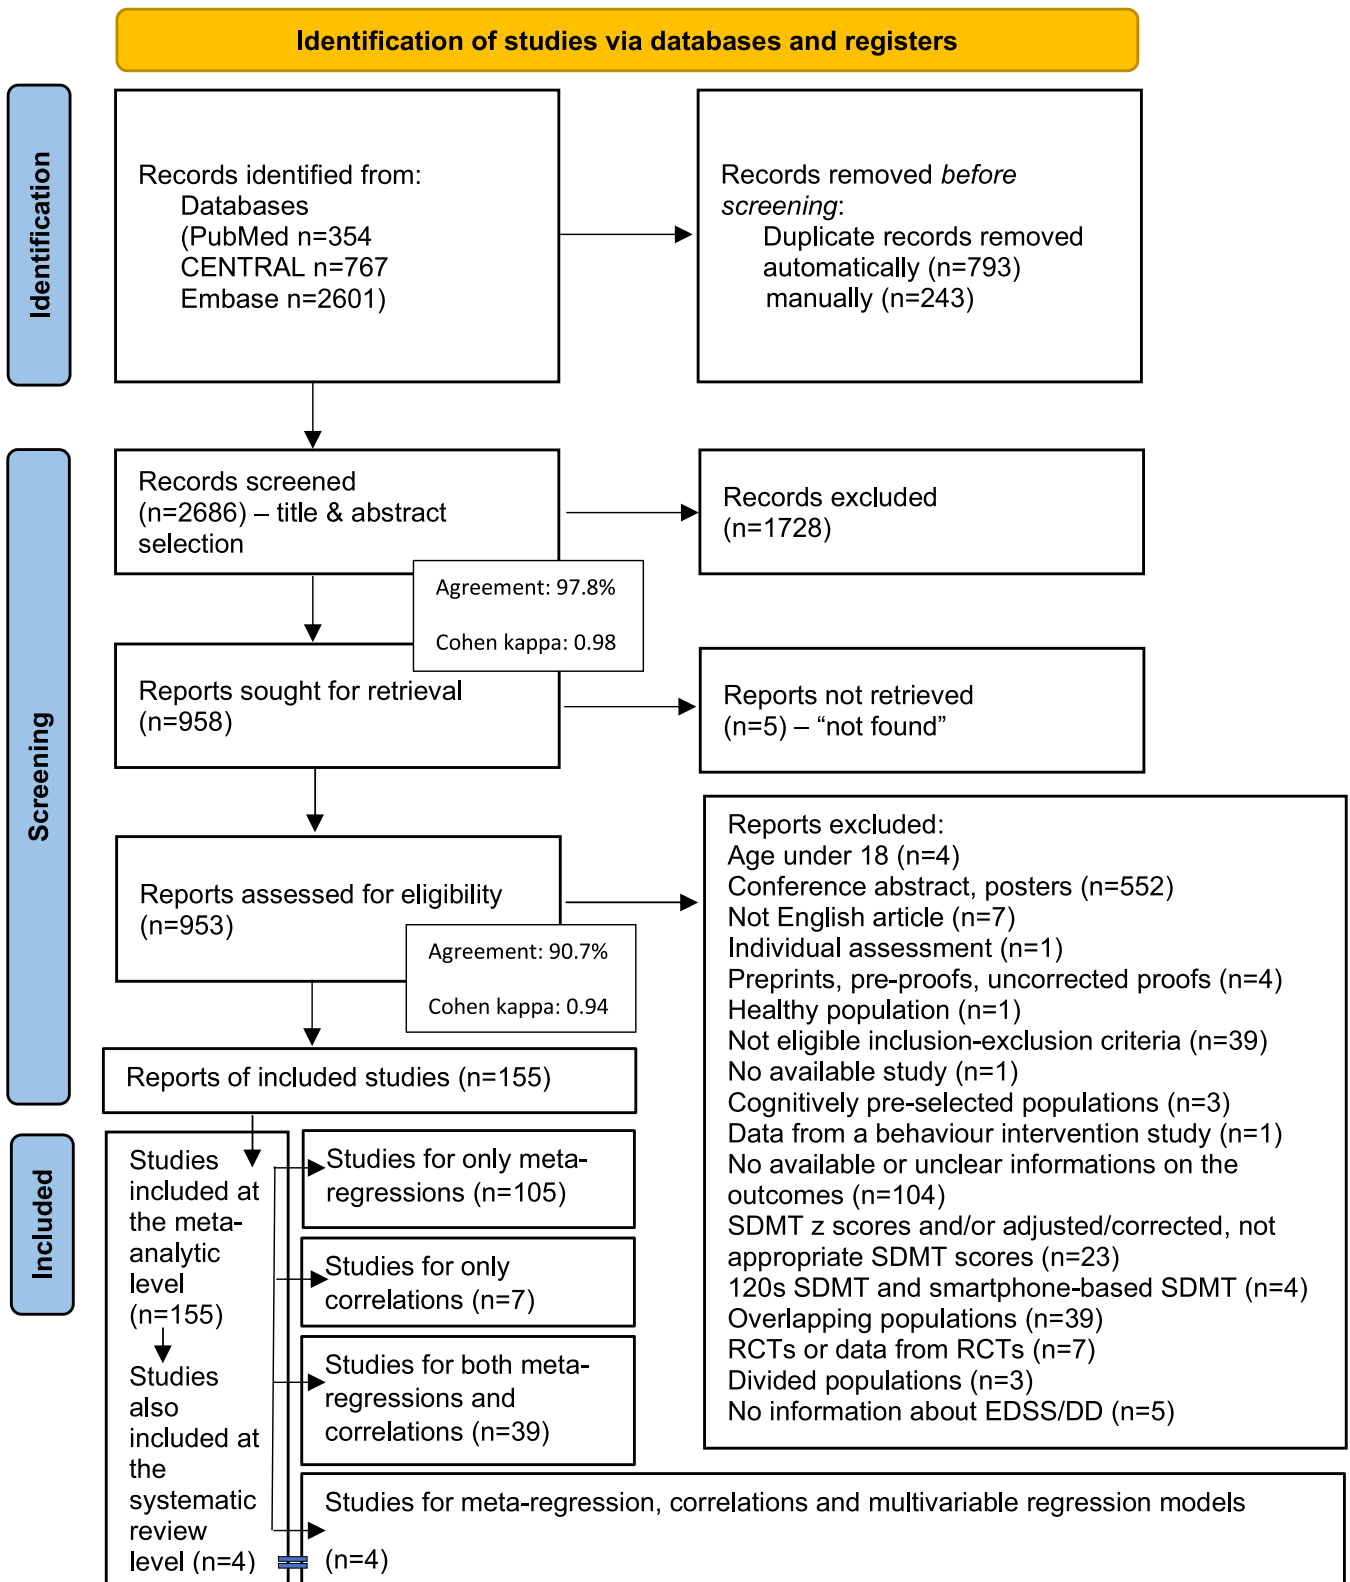 Identification of studies via databases and registers
Identification
Records identified from:
Databases
(PubMed n=354
CENTRAL n=767
Embase n=2601)
Records removed before
screening:
Duplicate records removed
automatically (n=793)
manually (n=243)
Screening
Records screened
(n=2686) – title & abstract
selection
Records excluded
(n=1728)
Agreement: 97.8%
Cohen kappa: 0.98
Reports sought for retrieval
(n=958)
Reports not retrieved
(n=5) – “not found”
Reports assessed for eligibility
(n=953)
Agreement: 90.7%
Cohen kappa: 0.94
Reports excluded:
Age under 18 (n=4)
Conference abstract, posters (n=552)
Not English article (n=7)
Individual assessment (n=1)
Preprints, pre-proofs, uncorrected proofs (n=4)
Healthy population (n=1)
Not eligible inclusion-exclusion criteria (n=39)
No available study (n=1)
Cognitively pre-selected populations (n=3)
Data from a behaviour intervention study (n=1)
No available or unclear informations on the
outcomes (n=104)
SDMT z scores and/or adjusted/corrected, not
appropriate SDMT scores (n=23)
120s SDMT and smartphone-based SDMT (n=4)
Overlapping populations (n=39)
RCTs or data from RCTs (n=7)
Divided populations (n=3)
No information about EDSS/DD (n=5)
Reports of included studies (n=155)
Included
Studies
included at
the meta-
analytic
level
(n=155)
Studies
also
included at
the
systematic
review
level (n=4)
Studies for only meta-
regressions (n=105)
Studies for only
correlations (n=7)
Studies for both meta-
regressions and
correlations (n=39)
Studies for meta-regression, correlations and multivariable regression models
(n=4)